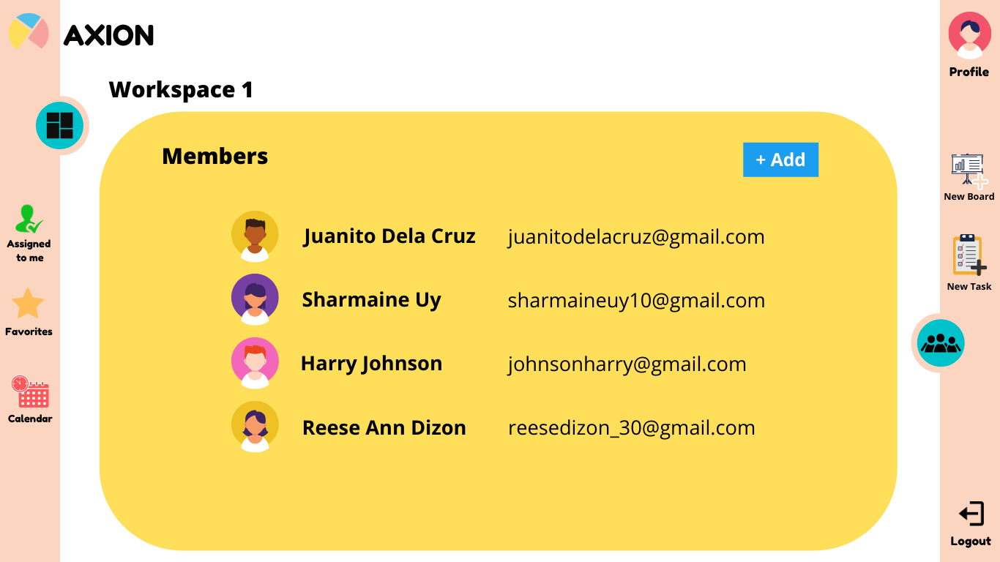 AXION
Profile
Workspace 1
Members
+ Add
Juanito Dela Cruz juanitodelacruz@gmail.com
Sharmaine Uy sharmaineuy10@gmail.com
Harry Johnson johnsonharry@gmail.com
Reese Ann Dizon reesedizon_30@gmail.com
Assigned
to me
Favorites
Calendar
New Board
New Task
Logout